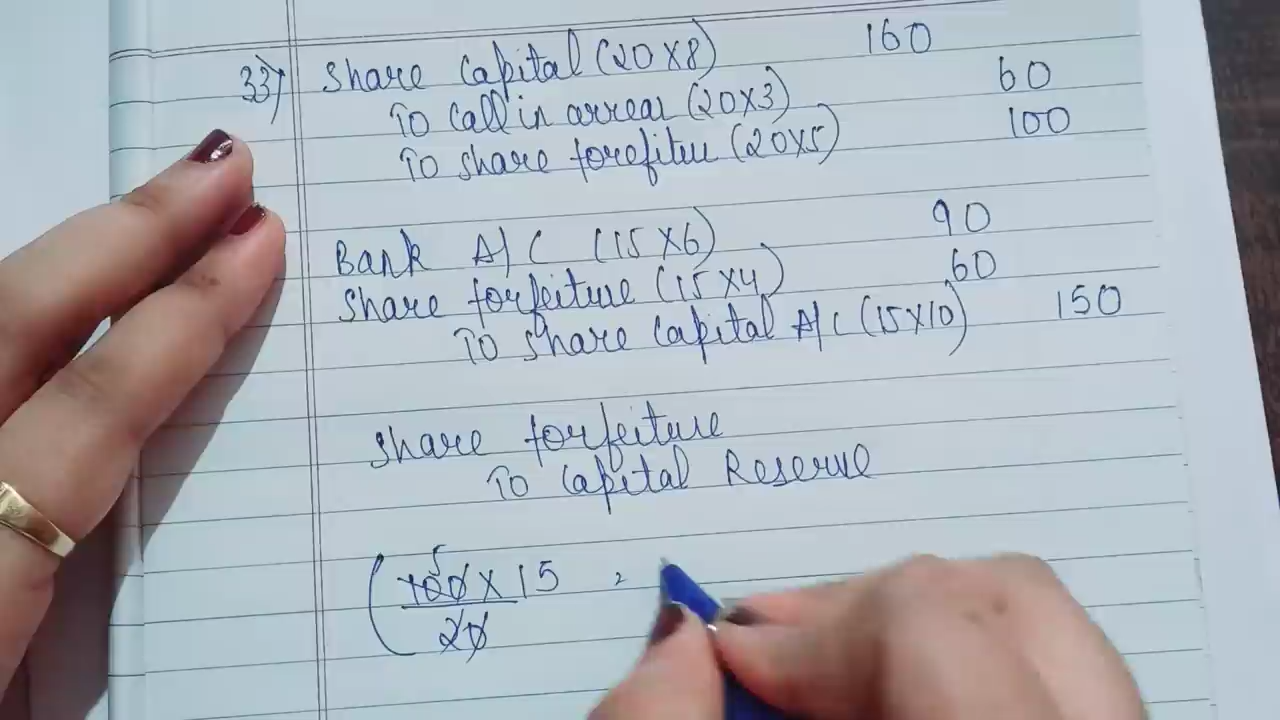 33) Share Capital (20x8) 160
To Call in arrear (20x3) 60
To share forefiteu (20x5) 100
Bank A/C (15x6) 90
Share forfeiture (15x4) 60
To share capital A/C (15x10) 150
Share forfeiture
To Capital Reserve
5
(100 x 15 =
20